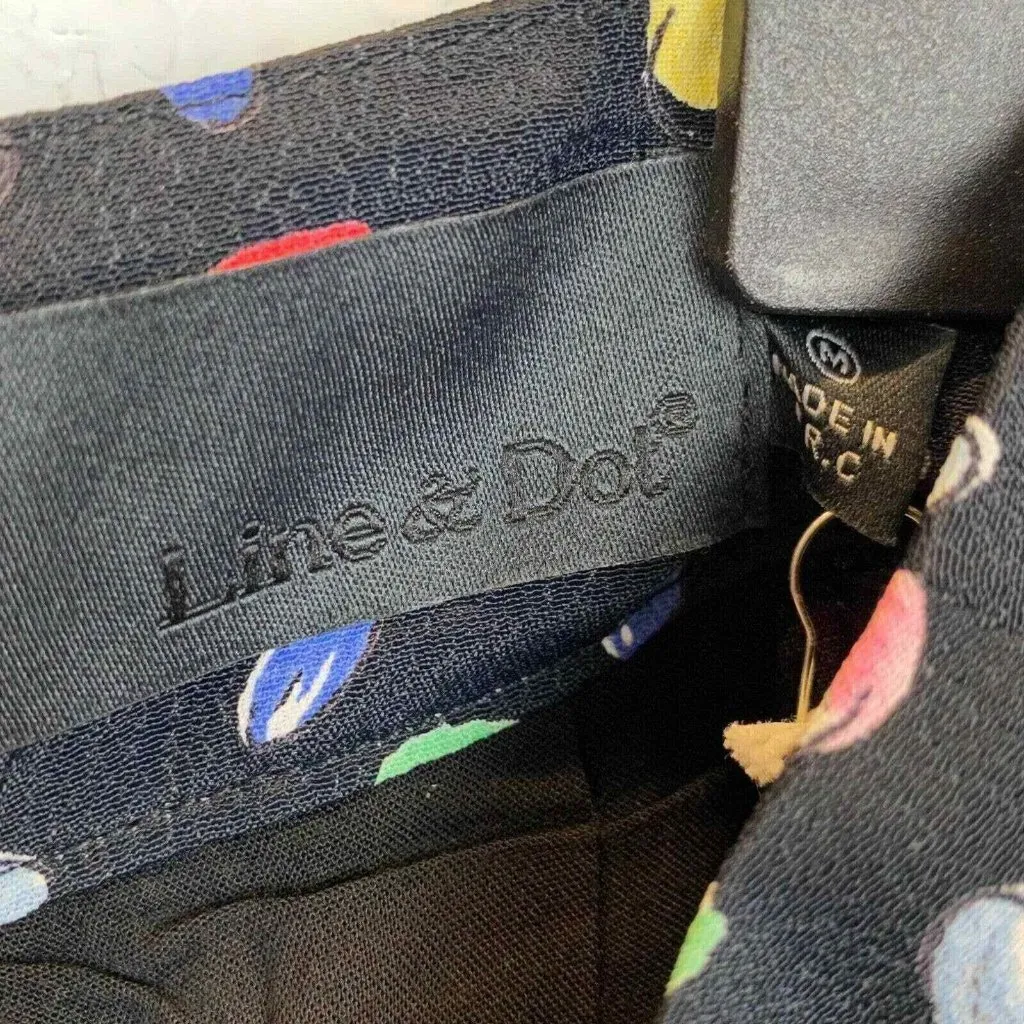 Line & Dot®
M
MADE IN
P.R.C